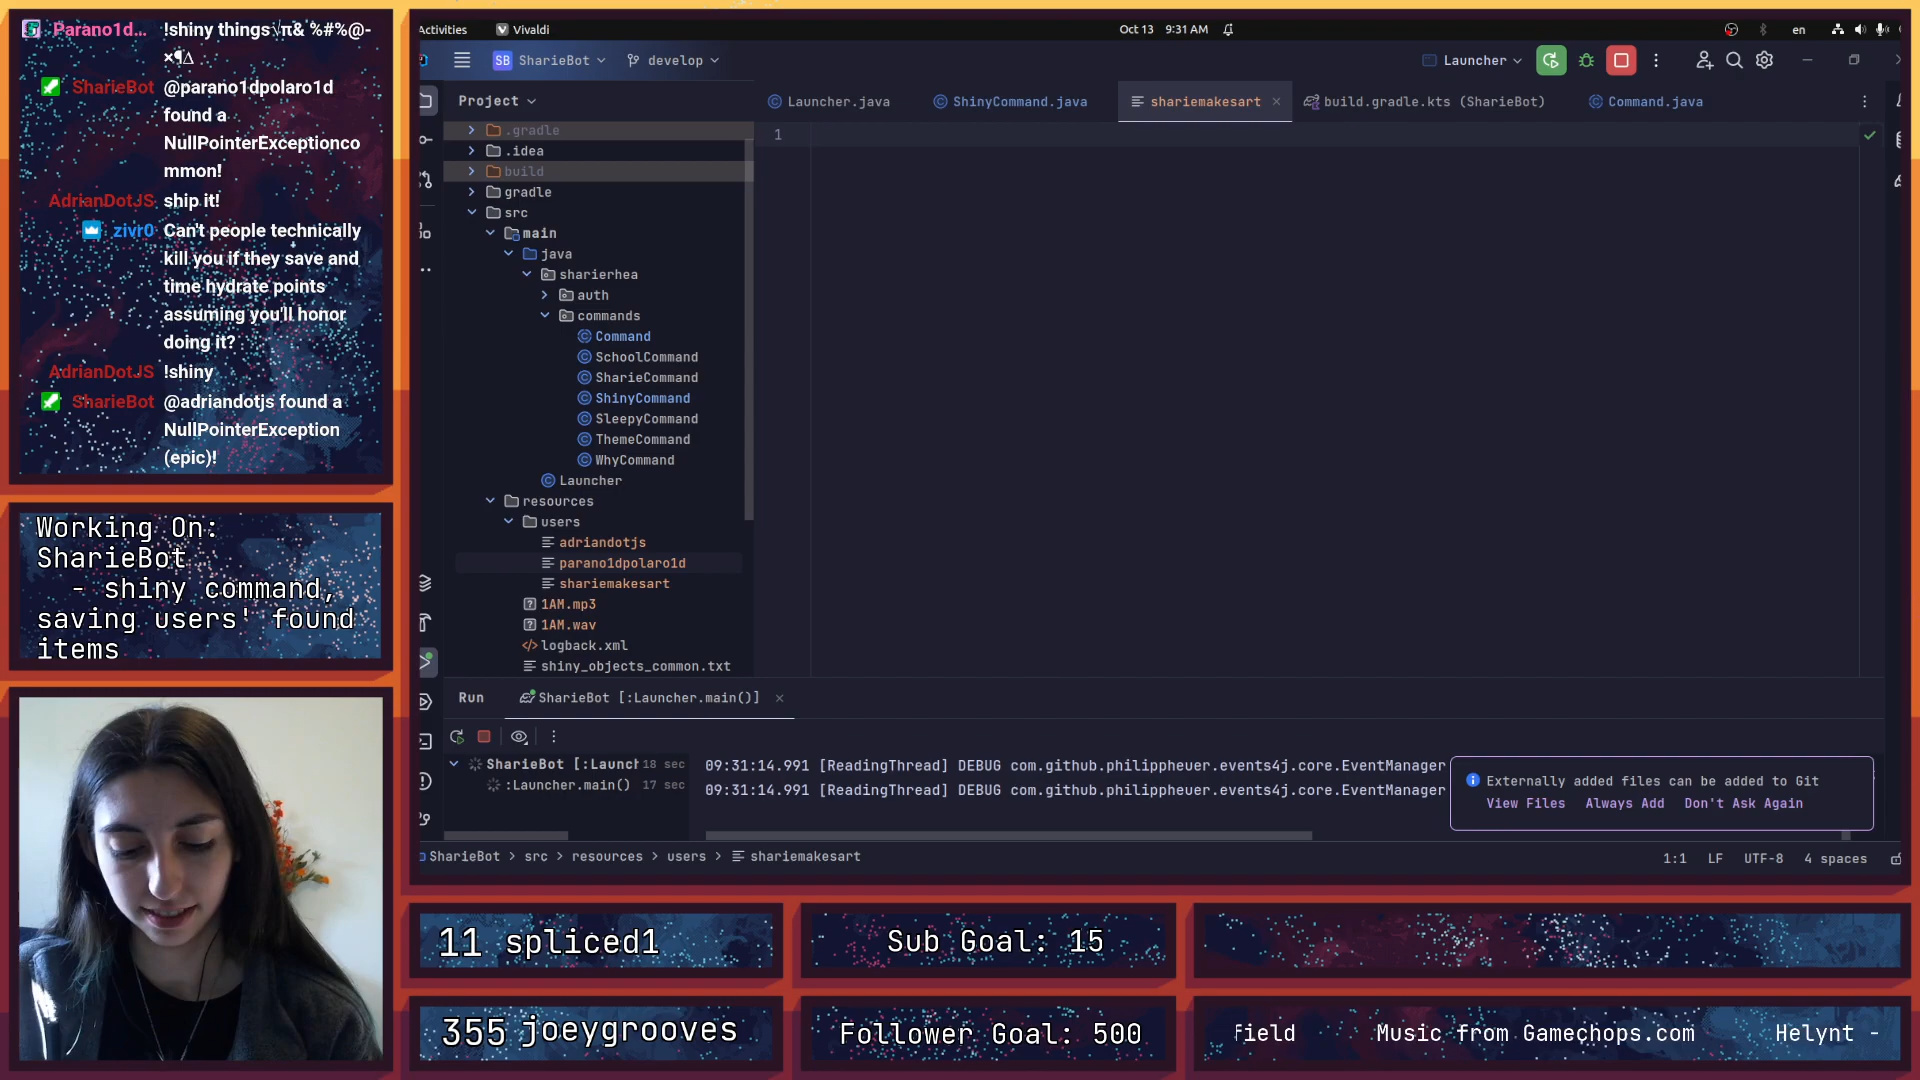 Parano1d... !shiny things√π& %#%@-
×¶∆
SharieBot @parano1dpolaro1d
found a
NullPointerExceptionco
mmon!
AdrianDotJS ship it!
zivr0 Can't people technically
kill you if they save and
time hydrate points
assuming you'll honor
doing it?
AdrianDotJS !shiny
SharieBot @adriandotjs found a
NullPointerException
(epic)!
Working On:
SharieBot
- shiny command,
saving users' found
items
Activities Vivaldi Oct 13 9:31 AM en
SB SharieBot develop Launcher
Project Launcher.java ShinyCommand.java shariemakesart build.gradle.kts (SharieBot) Command.java
1
.gradle
.idea
build
gradle
src
main
java
sharierhea
auth
commands
Command
SchoolCommand
SharieCommand
ShinyCommand
SleepyCommand
ThemeCommand
WhyCommand
Launcher
resources
users
adriandotjs
parano1dpolaro1d
shariemakesart
1AM.mp3
1AM.wav
logback.xml
shiny_objects_common.txt
Run SharieBot [:Launcher.main()]
SharieBot [:Launch 18 sec
:Launcher.main() 17 sec
09:31:14.991 [ReadingThread] DEBUG com.github.philippheuer.events4j.core.EventManager
09:31:14.991 [ReadingThread] DEBUG com.github.philippheuer.events4j.core.EventManager
Externally added files can be added to Git
View Files Always Add Don't Ask Again
SharieBot > src > resources > users > shariemakesart
1:1 LF UTF-8 4 spaces
11 spliced1
Sub Goal: 15
355 joeygrooves
Follower Goal: 500
Field Music from Gamechops.com Helynt -